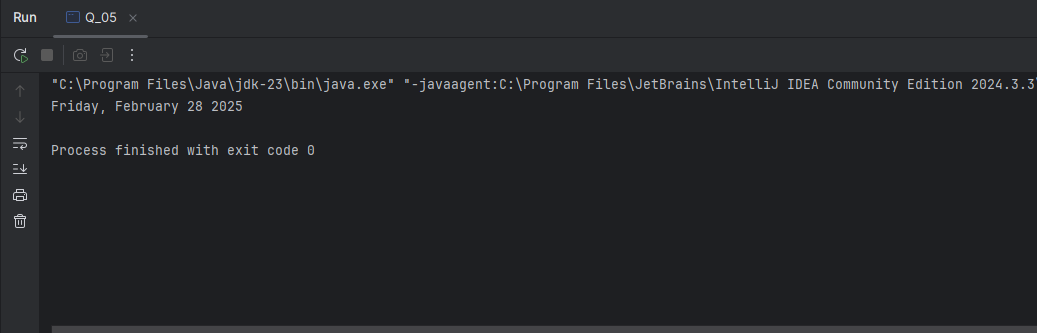 Run Q_05
"C:\Program Files\Java\jdk-23\bin\java.exe" "-javaagent:C:\Program Files\JetBrains\IntelliJ IDEA Community Edition 2024.3.3\
Friday, February 28 2025
Process finished with exit code 0